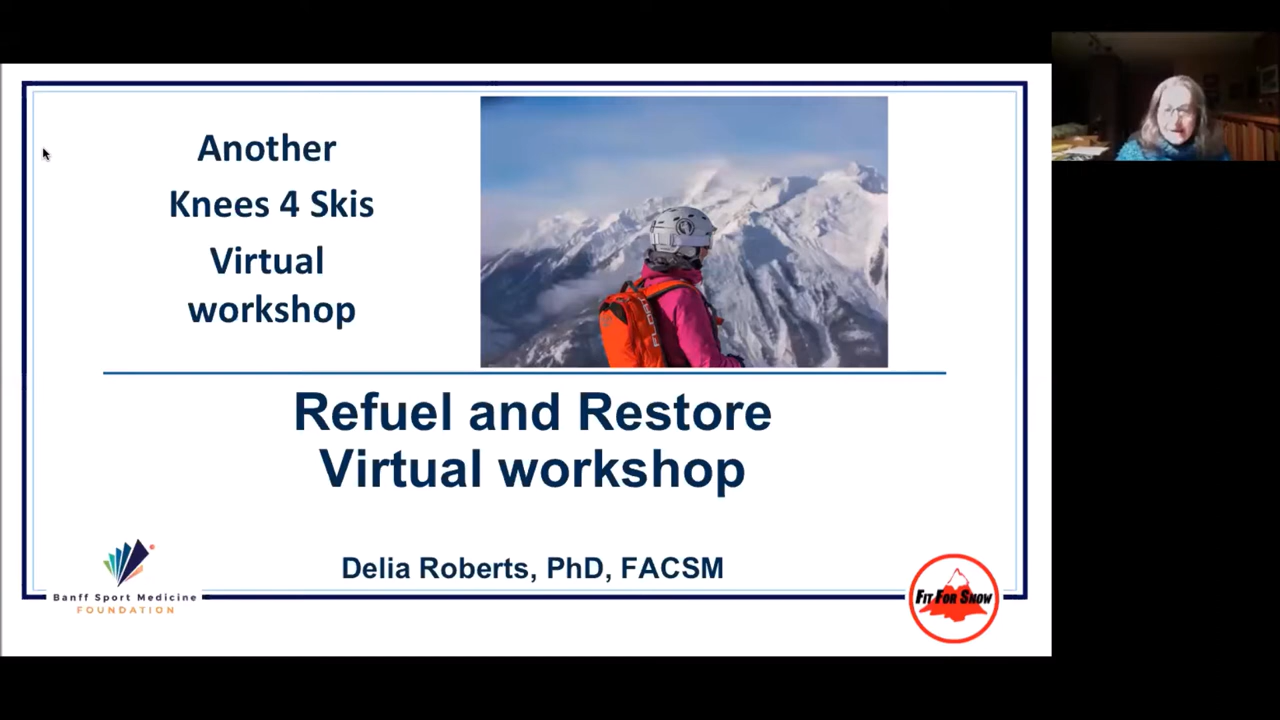 Another
Knees 4 Skis
Virtual
workshop
FLOAT
Refuel and Restore
Virtual workshop
Delia Roberts, PhD, FACSM
Banff Sport Medicine
FOUNDATION
FIT FOR SNOW